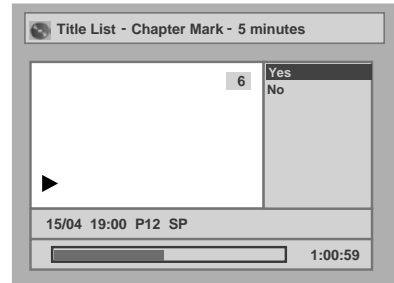 Title List - Chapter Mark - 5 minutes
6
Yes
No
15/04 19:00 P12 SP
1:00:59